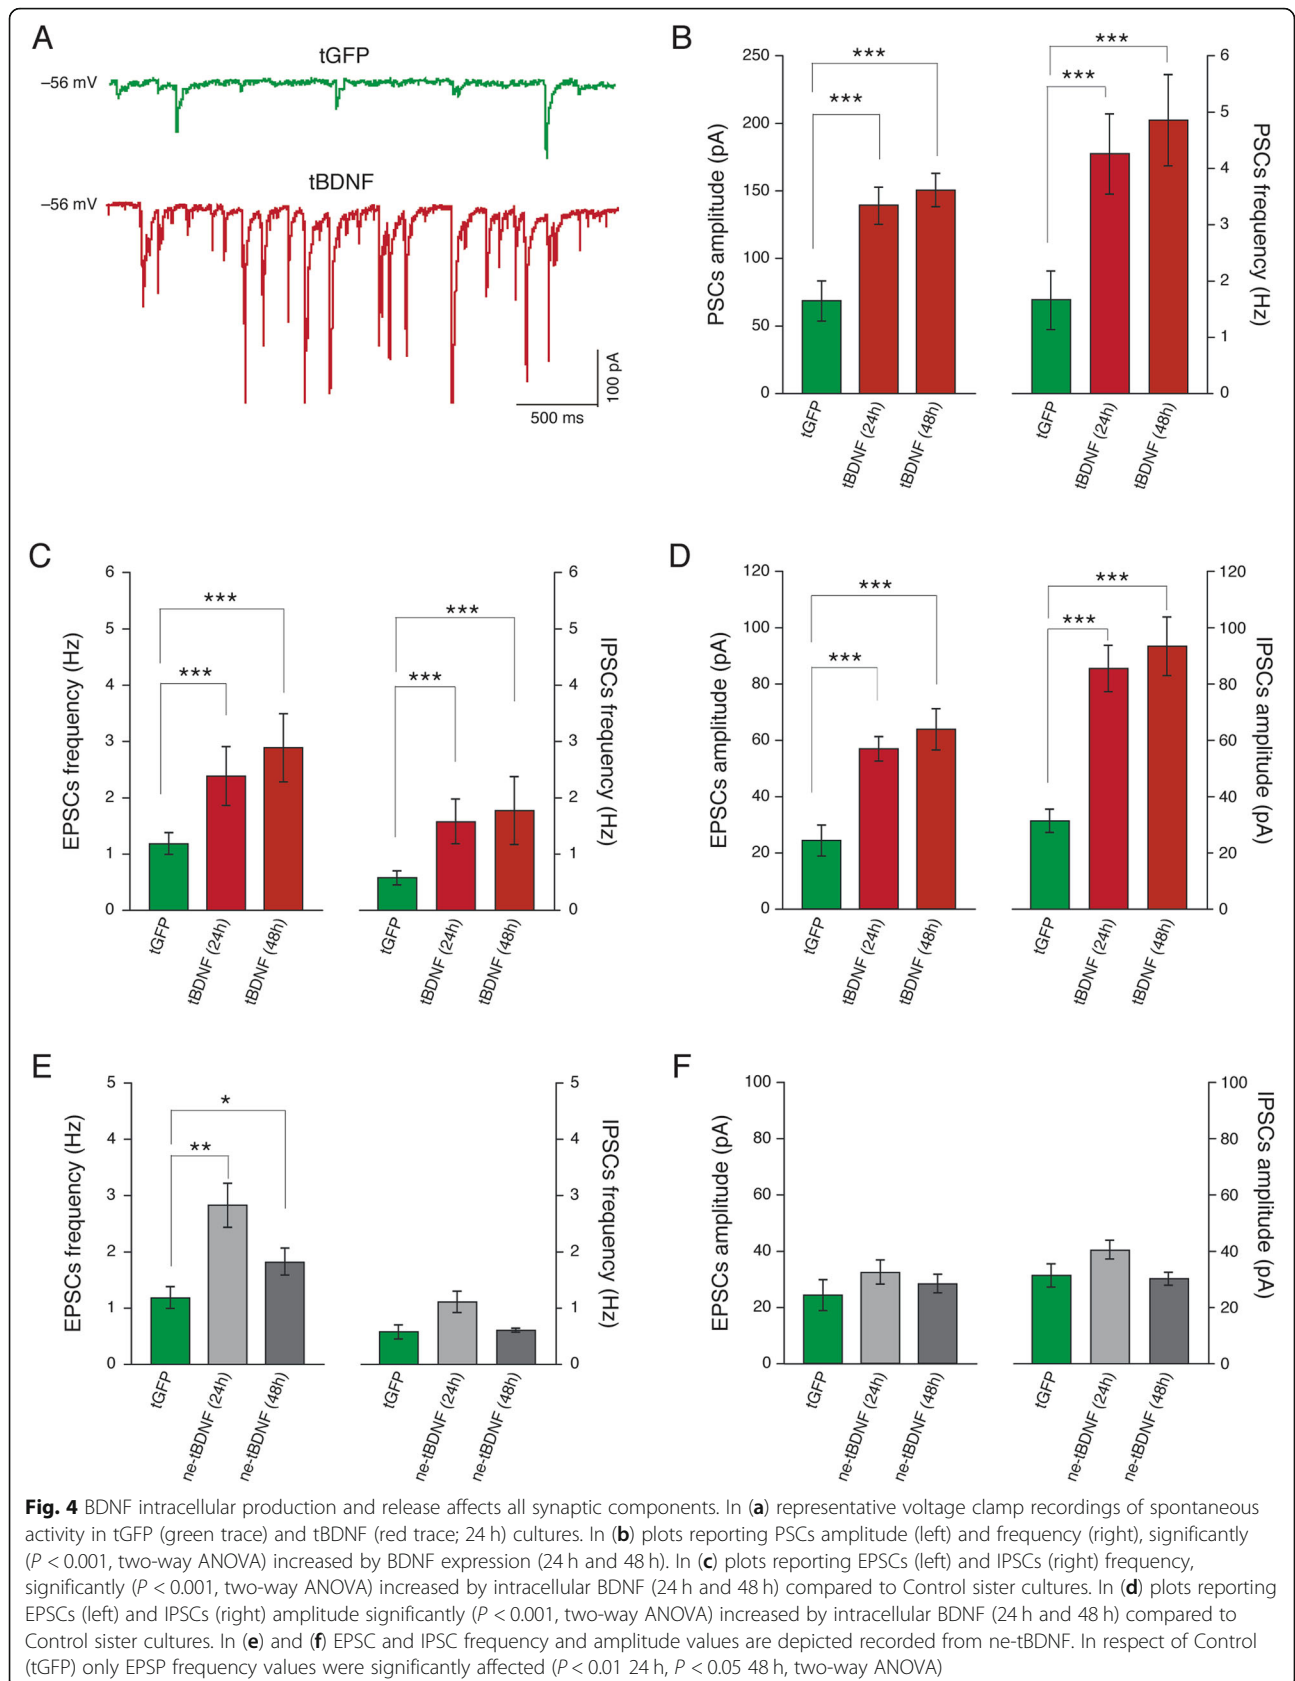 A
tGFP
–56 mV
tBDNF
–56 mV
100 pA
500 ms
B
PSCs amplitude (pA)
250
200
150
100
50
0
***
***
tGFP
tBDNF (24h)
tBDNF (48h)
***
***
6
5
4
3
2
1
0
PSCs frequency (Hz)
tGFP
tBDNF (24h)
tBDNF (48h)
C
EPSCs frequency (Hz)
6
5
4
3
2
1
0
***
***
tGFP
tBDNF (24h)
tBDNF (48h)
***
***
6
5
4
3
2
1
0
IPSCs frequency (Hz)
tGFP
tBDNF (24h)
tBDNF (48h)
D
EPSCs amplitude (pA)
120
100
80
60
40
20
0
***
***
tGFP
tBDNF (24h)
tBDNF (48h)
***
***
120
100
80
60
40
20
0
IPSCs amplitude (pA)
tGFP
tBDNF (24h)
tBDNF (48h)
E
EPSCs frequency (Hz)
5
4
3
2
1
0
*
**
tGFP
ne-tBDNF (24h)
ne-tBDNF (48h)
5
4
3
2
1
0
IPSCs frequency (Hz)
tGFP
ne-tBDNF (24h)
ne-tBDNF (48h)
F
EPSCs amplitude (pA)
100
80
60
40
20
0
tGFP
ne-tBDNF (24h)
ne-tBDNF (48h)
100
80
60
40
20
0
IPSCs amplitude (pA)
tGFP
ne-tBDNF (24h)
ne-tBDNF (48h)
Fig. 4 BDNF intracellular production and release affects all synaptic components. In (a) representative voltage clamp recordings of spontaneous
activity in tGFP (green trace) and tBDNF (red trace; 24 h) cultures. In (b) plots reporting PSCs amplitude (left) and frequency (right), significantly
(P < 0.001, two-way ANOVA) increased by BDNF expression (24 h and 48 h). In (c) plots reporting EPSCs (left) and IPSCs (right) frequency,
significantly (P < 0.001, two-way ANOVA) increased by intracellular BDNF (24 h and 48 h) compared to Control sister cultures. In (d) plots reporting
EPSCs (left) and IPSCs (right) amplitude significantly (P < 0.001, two-way ANOVA) increased by intracellular BDNF (24 h and 48 h) compared to
Control sister cultures. In (e) and (f) EPSC and IPSC frequency and amplitude values are depicted recorded from ne-tBDNF. In respect of Control
(tGFP) only EPSP frequency values were significantly affected (P < 0.01 24 h, P < 0.05 48 h, two-way ANOVA)